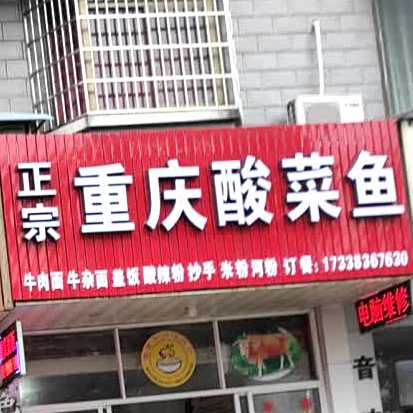 正宗
重庆酸菜鱼
牛肉面 牛杂面 盖饭 酸辣粉 抄手 米粉 河粉 订餐:17338367630
电脑维修
音